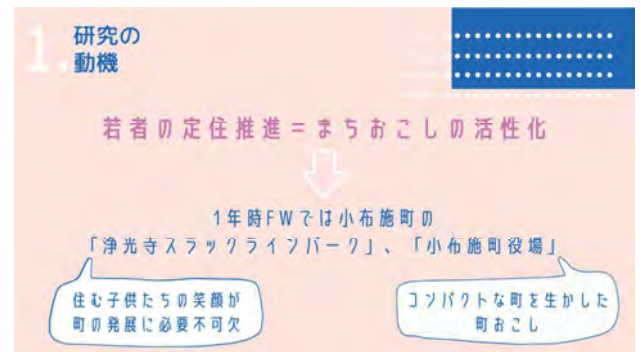 1.
研究の
動機
若者の定住推進=まちおこしの活性化
1年時FWでは小布施町の
「浄光寺スラックラインパーク」、「小布施町役場」
住む子供たちの笑顔が
町の発展に必要不可欠
コンパクトな町を生かした
町おこし